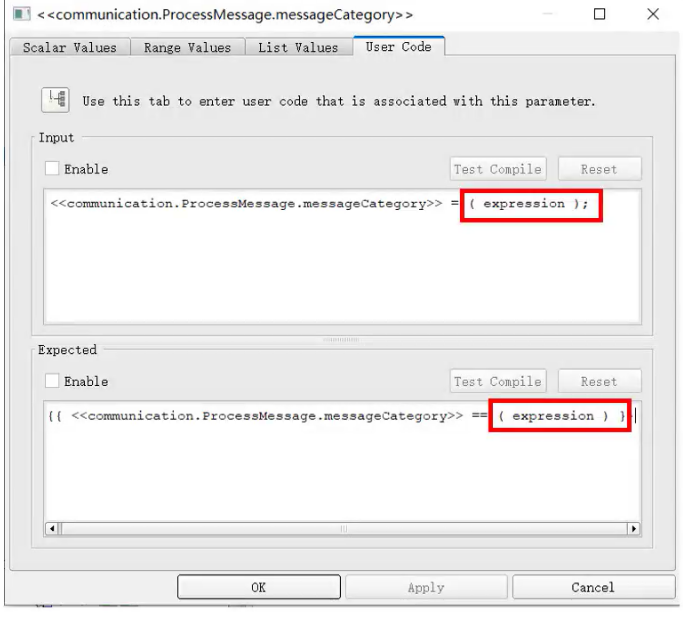 <<communication.ProcessMessage.messageCategory>>
Scalar Values Range Values List Values User Code
Use this tab to enter user code that is associated with this parameter.
Input
Enable Test Compile Reset
<<communication.ProcessMessage.messageCategory>> = ( expression );
Expected
Enable Test Compile Reset
{{ <<communication.ProcessMessage.messageCategory>> == ( expression ) }}
OK Apply Cancel